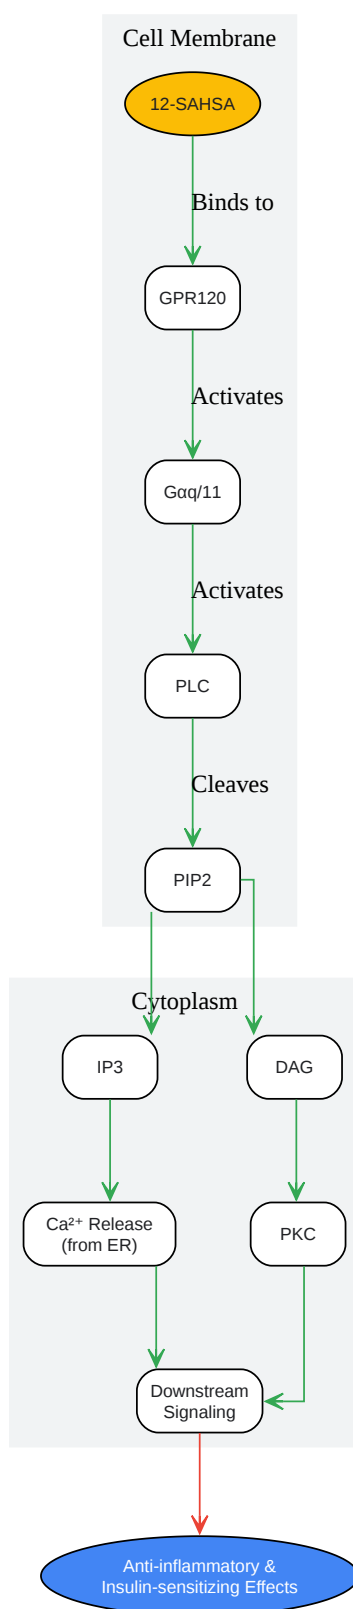 Cell Membrane
12-SAHSA
Binds to
GPR120
Activates
Gαq/11
Activates
PLC
Cleaves
PIP2
Cytoplasm
IP3
DAG
Ca²⁺ Release
(from ER)
PKC
Downstream
Signaling
Anti-inflammatory &
Insulin-sensitizing Effects